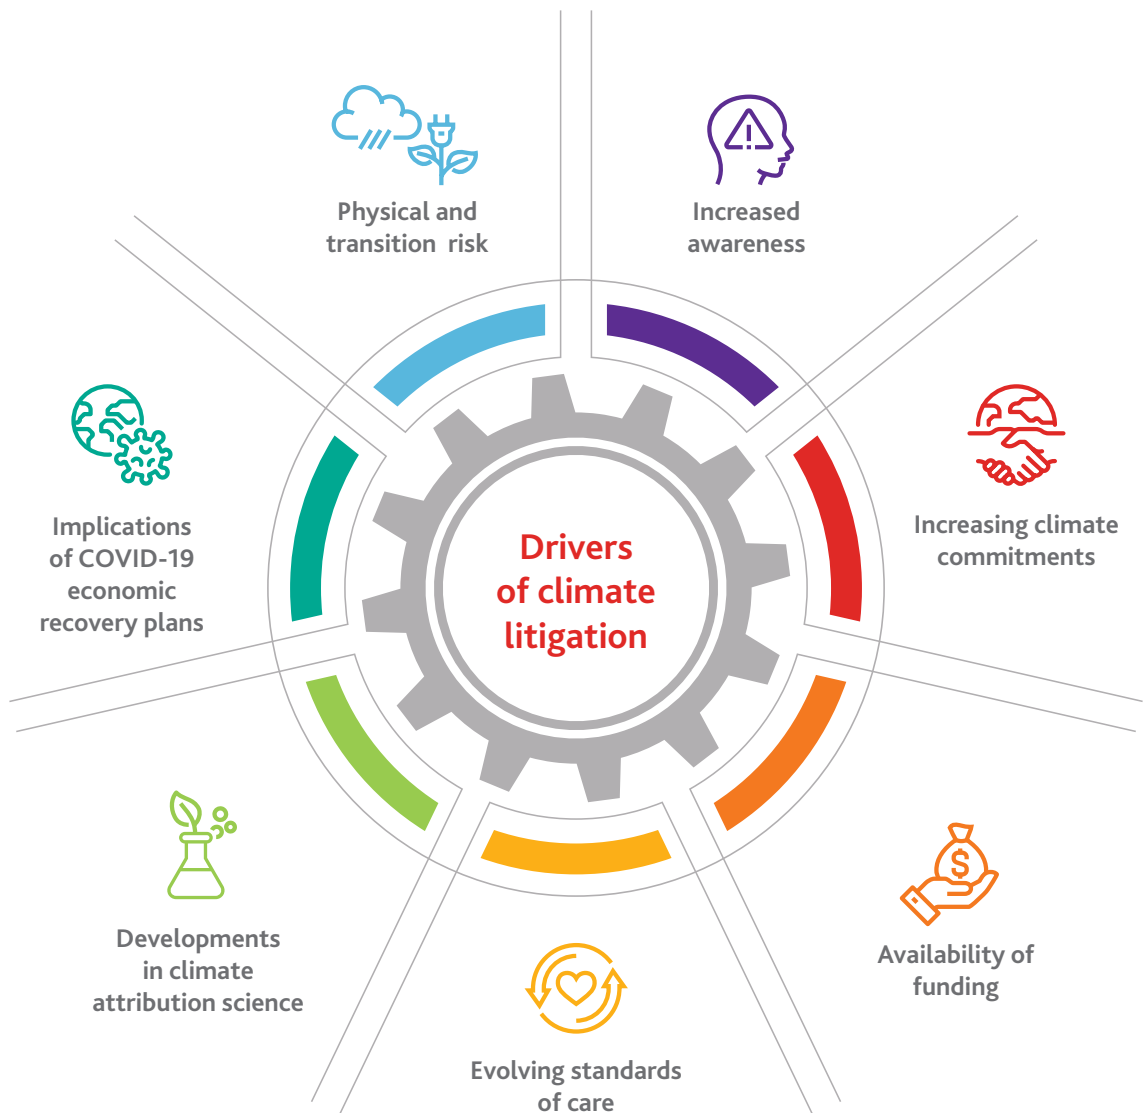 Physical and
transition risk
Increased
awareness
Implications
of COVID-19
economic
recovery plans
Drivers
of climate
litigation
Increasing climate
commitments
Developments
in climate
attribution science
Evolving standards
of care
Availability of
funding
$